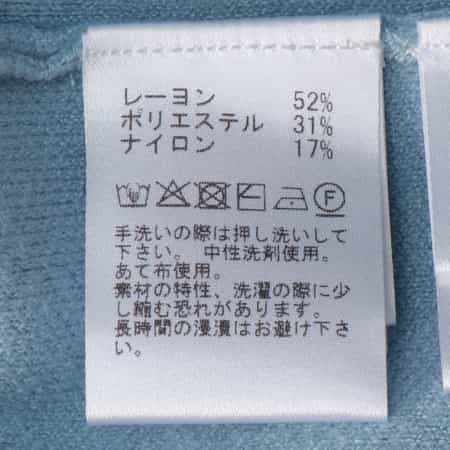 レーヨン 52%
ポリエステル 31%
ナイロン 17%
F
手洗いの際は押し洗いして
下さい。 中性洗剤使用。
あて布使用。
素材の特性、洗濯の際に少
し縮む恐れがあります。
長時間の浸漬はお避け下さ
い。